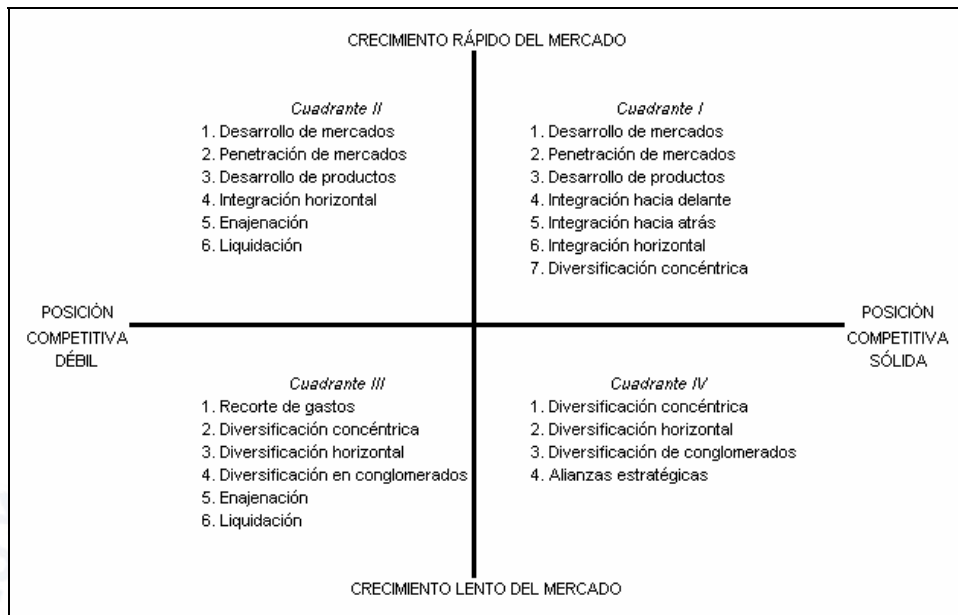 CRECIMIENTO RÁPIDO DEL MERCADO
Cuadrante II
1. Desarrollo de mercados
2. Penetración de mercados
3. Desarrollo de productos
4. Integración horizontal
5. Enajenación
6. Liquidación
Cuadrante I
1. Desarrollo de mercados
2. Penetración de mercados
3. Desarrollo de productos
4. Integración hacia delante
5. Integración hacia atrás
6. Integración horizontal
7. Diversificación concéntrica
POSICIÓN
COMPETITIVA
DÉBIL
POSICIÓN
COMPETITIVA
SÓLIDA
Cuadrante III
1. Recorte de gastos
2. Diversificación concéntrica
3. Diversificación horizontal
4. Diversificación en conglomerados
5. Enajenación
6. Liquidación
Cuadrante IV
1. Diversificación concéntrica
2. Diversificación horizontal
3. Diversificación de conglomerados
4. Alianzas estratégicas
CRECIMIENTO LENTO DEL MERCADO